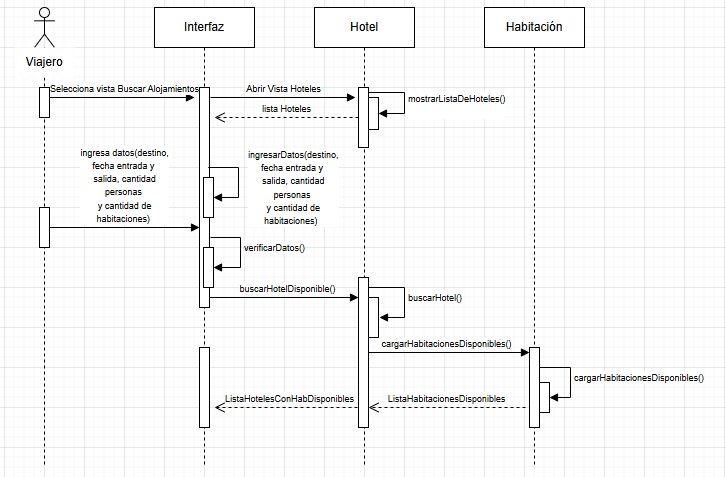 Viajero
Interfaz
Hotel
Habitación
Selecciona vista Buscar Alojamientos
Abrir Vista Hoteles
mostrarListaDeHoteles()
lista Hoteles
ingresa datos(destino,
fecha entrada y
salida, cantidad
personas
y cantidad de
habitaciones)
ingresarDatos(destino,
fecha entrada y
salida, cantidad
personas
y cantidad de
habitaciones)
verificarDatos()
buscarHotelDisponible()
buscarHotel()
cargarHabitacionesDisponibles()
cargarHabitacionesDisponibles()
ListaHotelesConHabDisponibles
ListaHabitacionesDisponibles